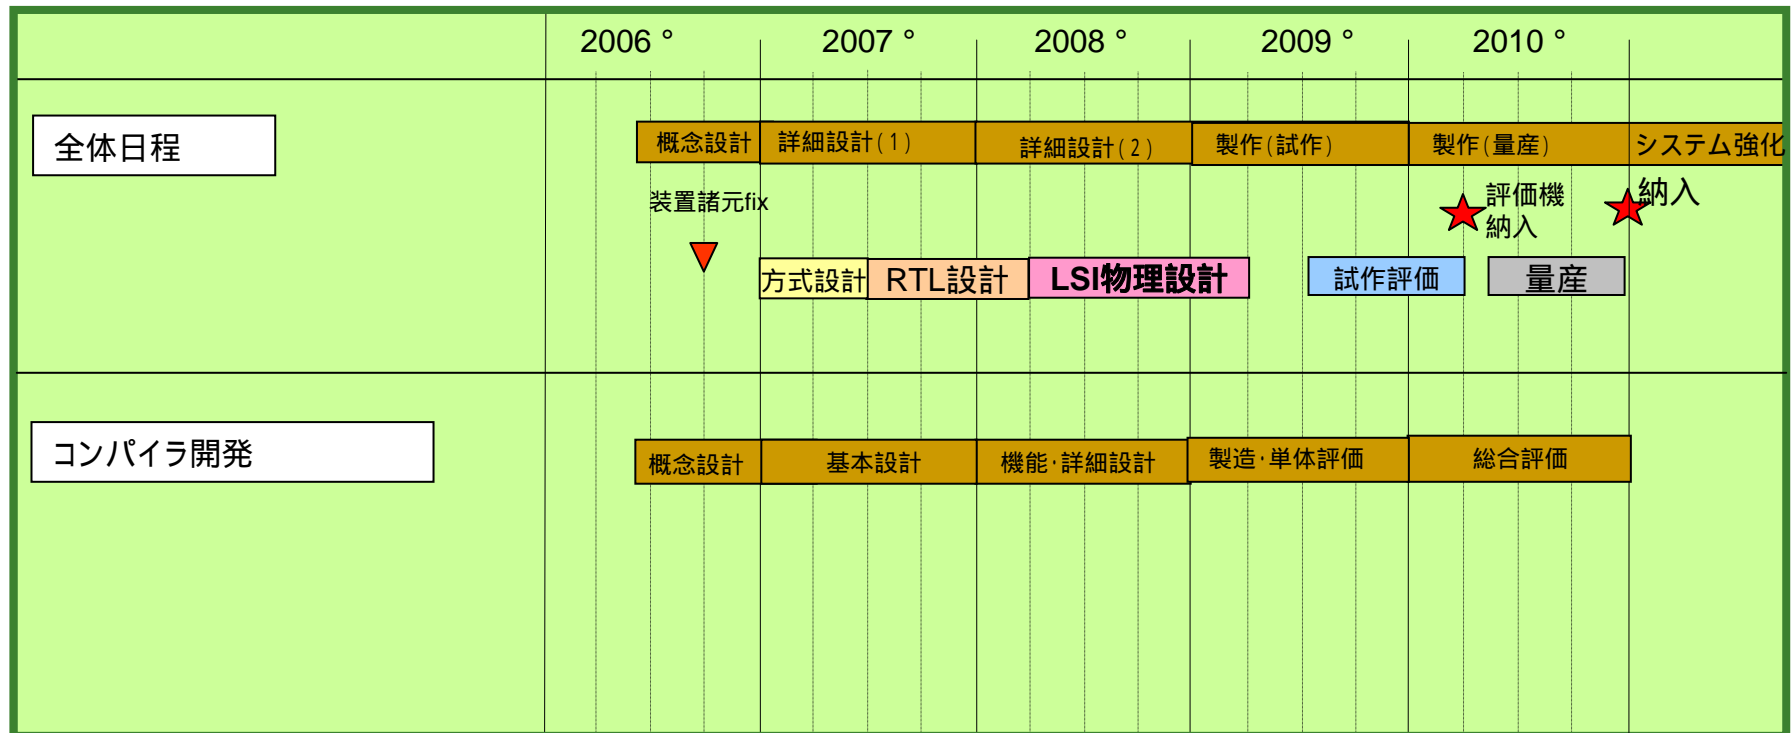 2006 ° 2007 ° 2008 ° 2009 ° 2010 °
全体日程
概念設計 詳細設計(1) 詳細設計(2) 製作(試作) 製作(量産) システム強化
装置諸元fix
評価機
納入
納入
方式設計 RTL設計 LSI物理設計 試作評価 量産
コンパイラ開発
概念設計 基本設計 機能･詳細設計 製造･単体評価 総合評価